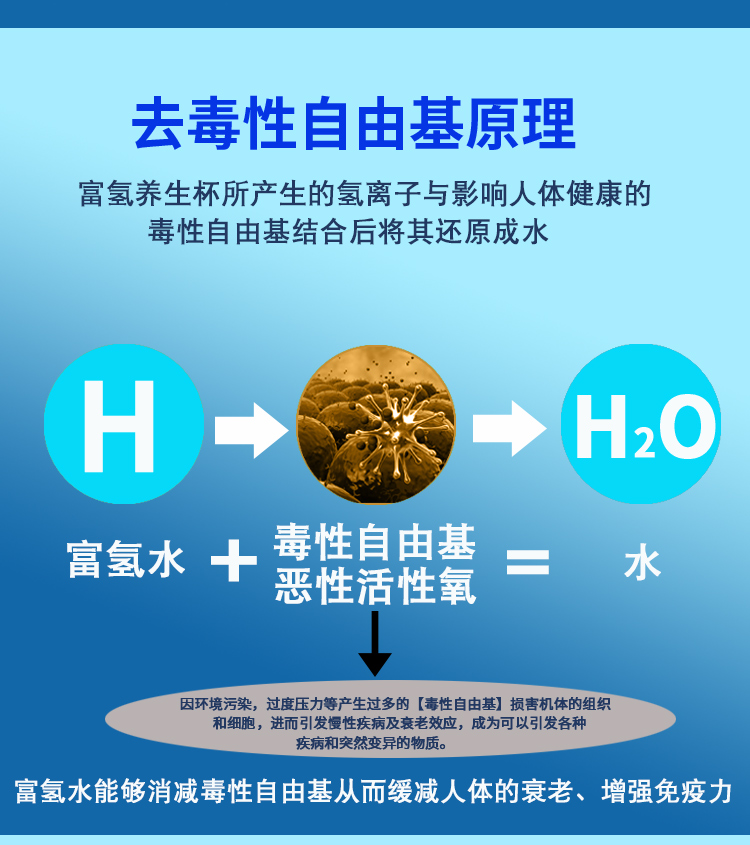 去毒性自由基原理
富氢养生杯所产生的氢离子与影响人体健康的
毒性自由基结合后将其还原成水
H
H₂O
富氢水 + 毒性自由基 = 水
恶性活性氧
因环境污染，过度压力等产生过多的【毒性自由基】损害机体的组织
和细胞，进而引发慢性疾病及衰老效应，成为可以引发各种
疾病和突然变异的物质。
富氢水能够消减毒性自由基从而缓减人体的衰老、增强免疫力